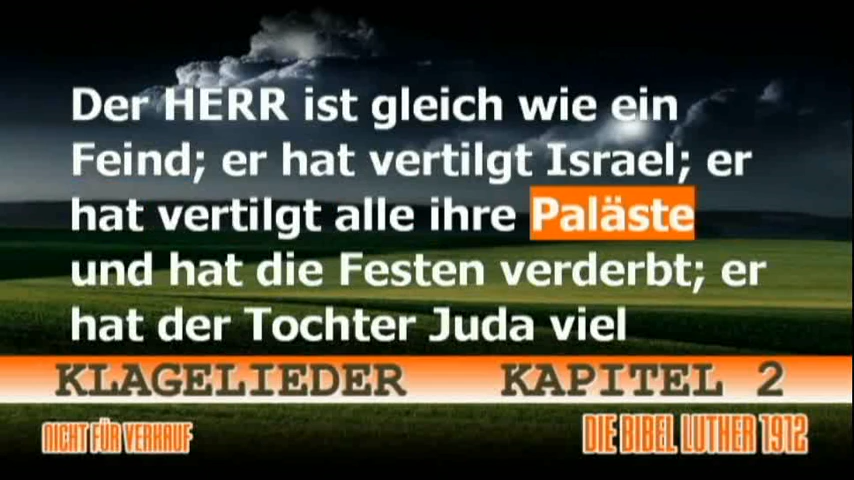 Der HERR ist gleich wie ein
Feind; er hat vertilgt Israel; er
hat vertilgt alle ihre Paläste
und hat die Festen verderbt; er
hat der Tochter Juda viel
KLAGELIEDER KAPITEL 2
NICHT FÜR VERKAUF DIE BIBEL LUTHER 1912